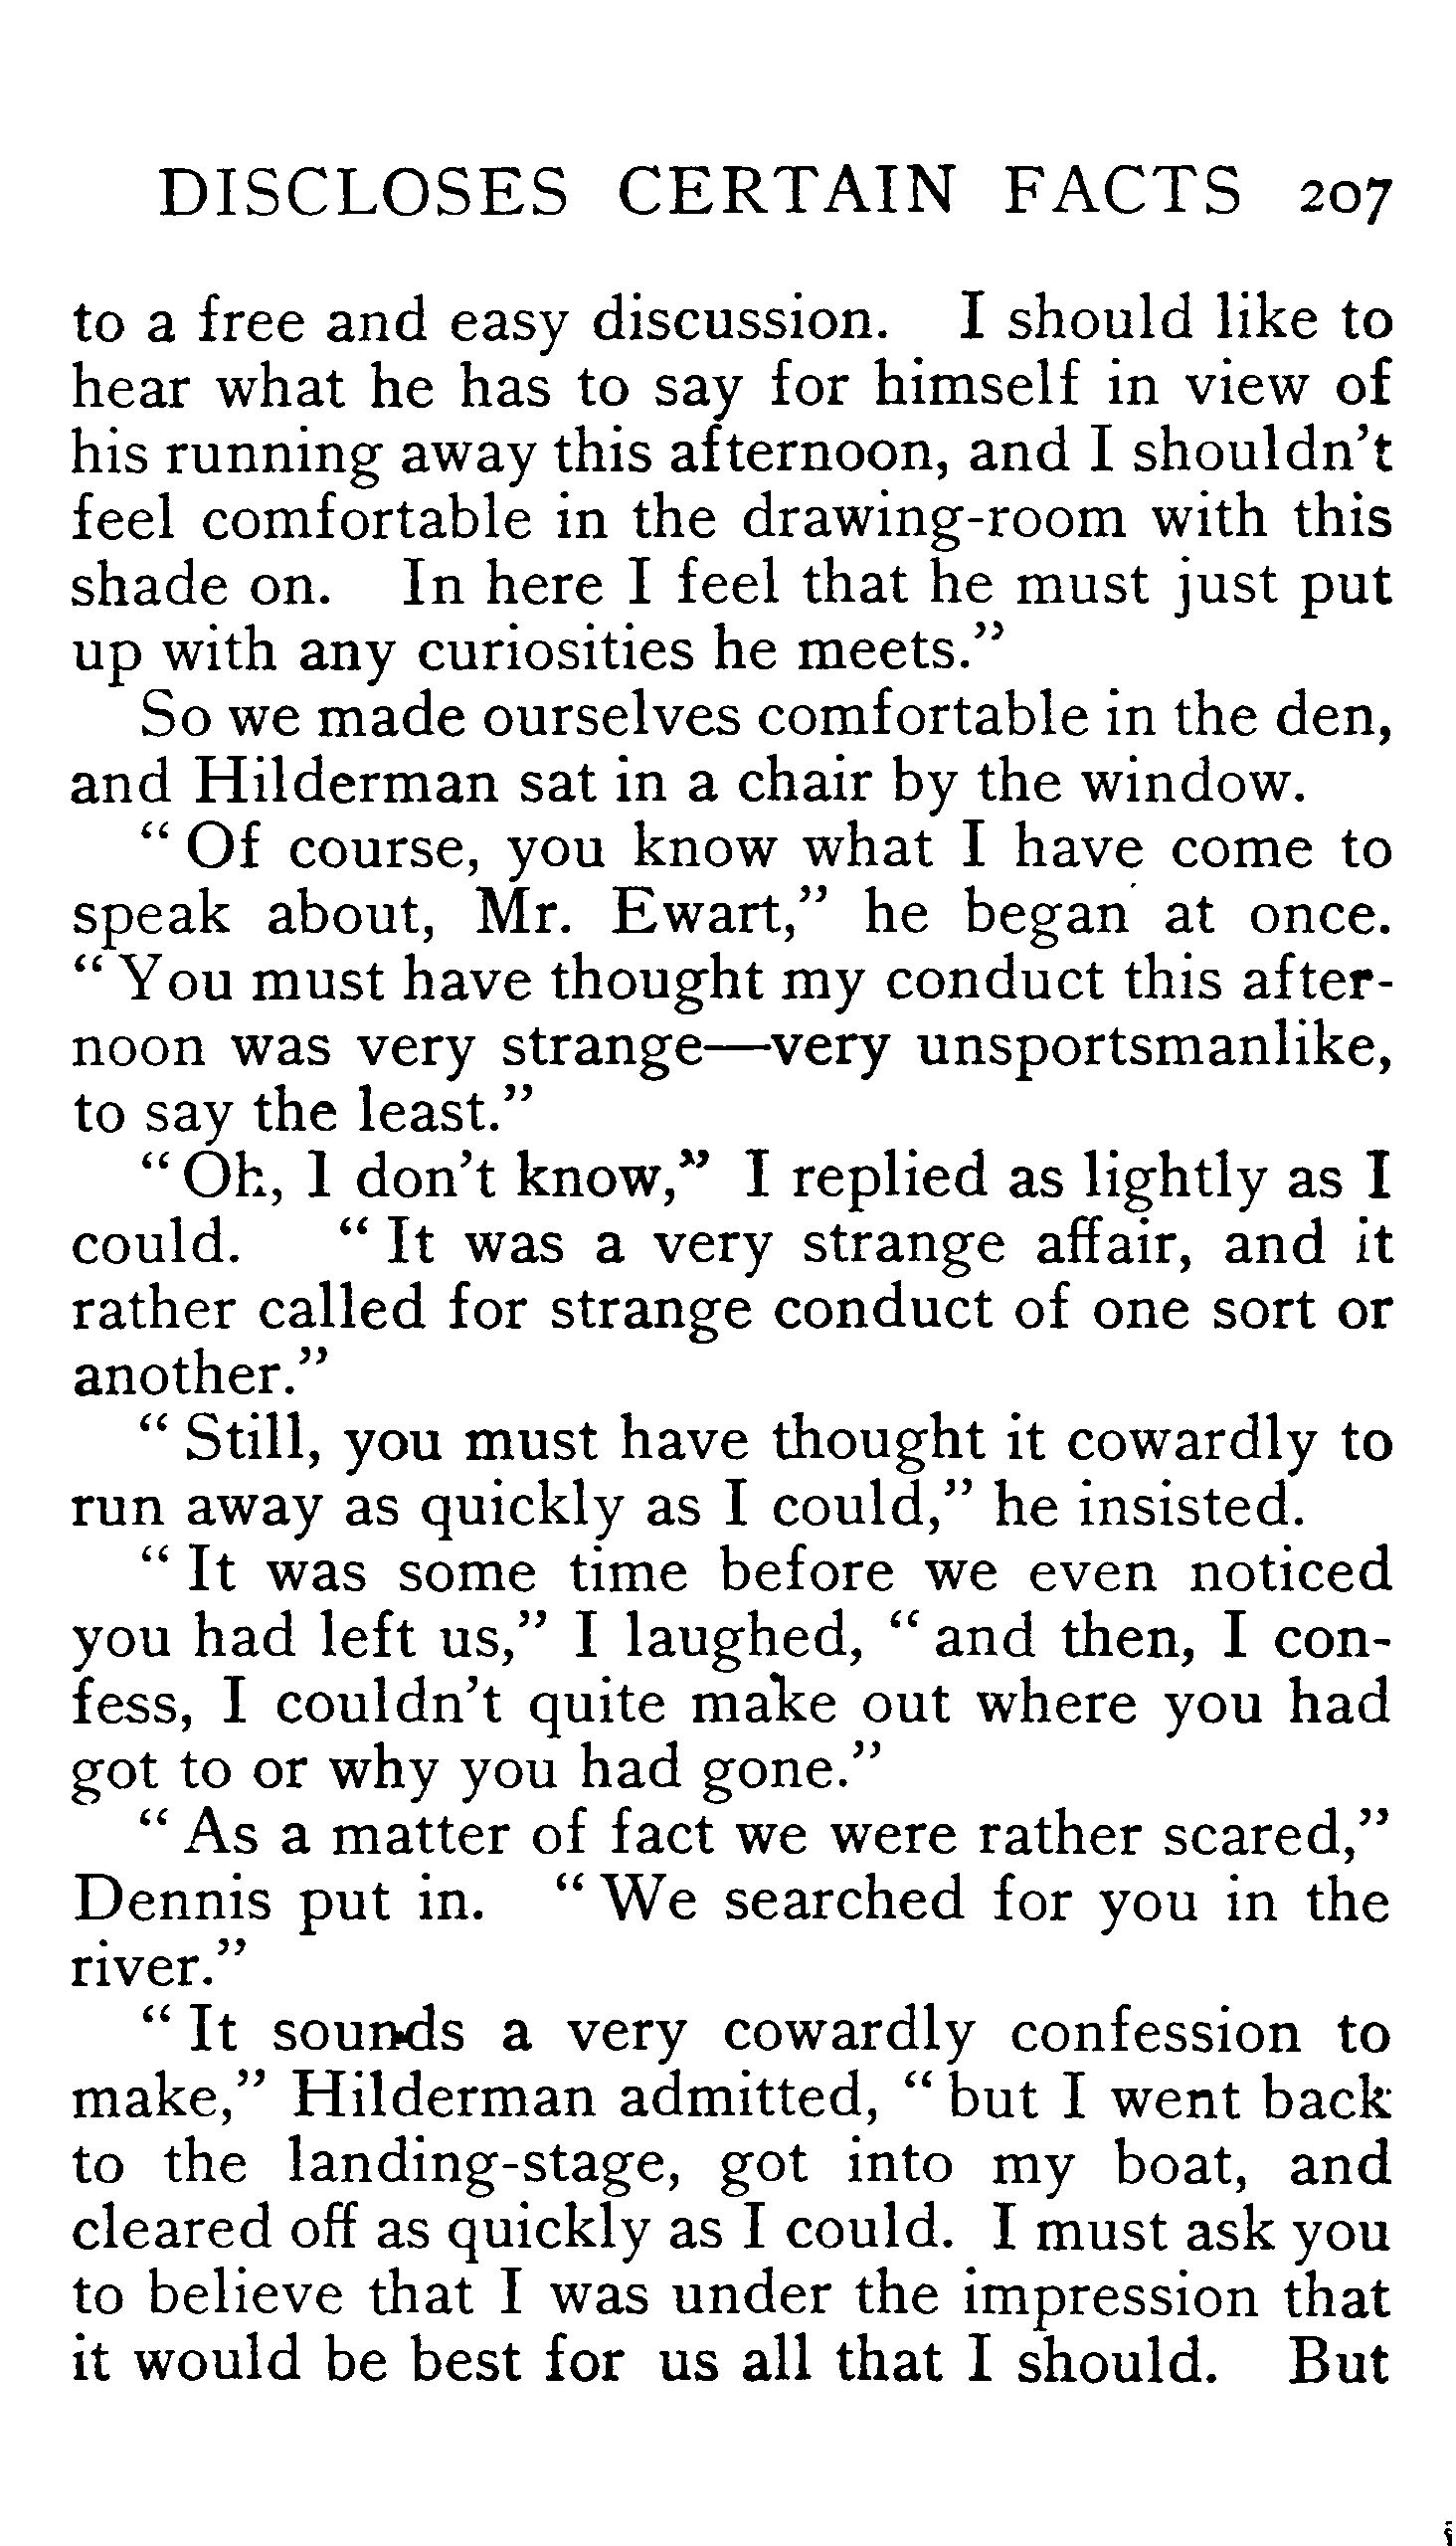 DISCLOSES CERTAIN FACTS 207
to a free and easy discussion. I should like to
hear what he has to say for himself in view of
his running away this afternoon, and I shouldn't
feel comfortable in the drawing-room with this
shade on. In here I feel that he must just put
up with any curiosities he meets."
So we made ourselves comfortable in the den,
and Hilderman sat in a chair by the window.
"Of course, you know what I have come to
speak about, Mr. Ewart," he began at once.
"You must have thought my conduct this after-
noon was very strange—very unsportsmanlike,
to say the least."
"Oh, I don't know," I replied as lightly as I
could. "It was a very strange affair, and it
rather called for strange conduct of one sort or
another."
"Still, you must have thought it cowardly to
run away as quickly as I could," he insisted.
"It was some time before we even noticed
you had left us," I laughed, "and then, I con-
fess, I couldn't quite make out where you had
got to or why you had gone."
"As a matter of fact we were rather scared,"
Dennis put in. "We searched for you in the
river."
"It sounds a very cowardly confession to
make," Hilderman admitted, "but I went back
to the landing-stage, got into my boat, and
cleared off as quickly as I could. I must ask you
to believe that I was under the impression that
it would be best for us all that I should. But